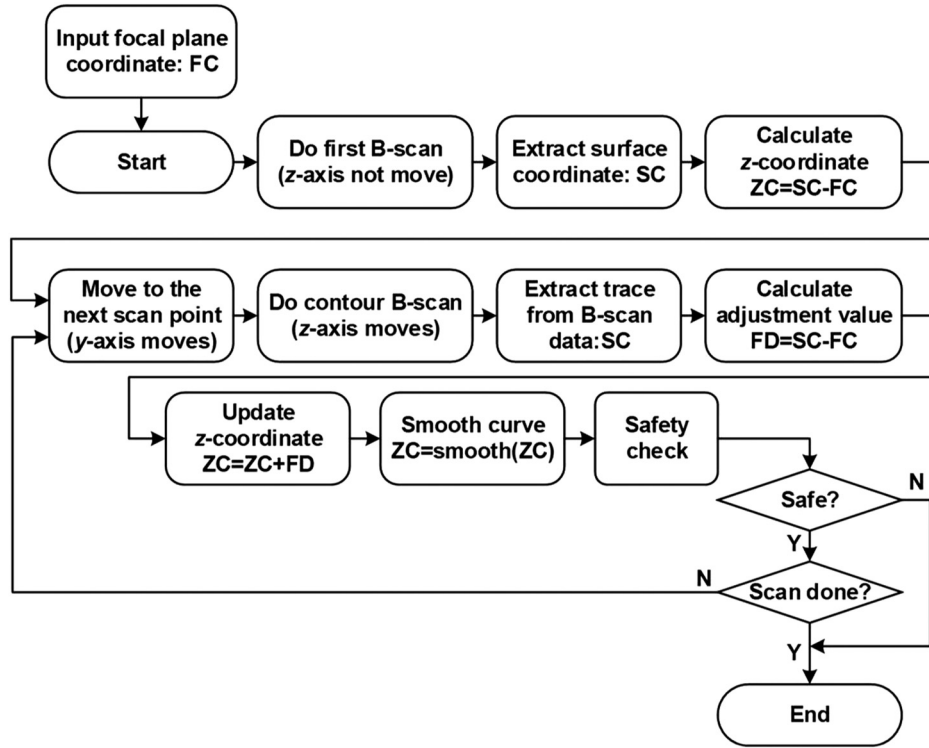 Input focal plane
coordinate: FC
Start
Do first B-scan
(z-axis not move)
Extract surface
coordinate: SC
Calculate
z-coordinate
ZC=SC-FC
Move to the
next scan point
(y-axis moves)
Do contour B-scan
(z-axis moves)
Extract trace
from B-scan
data:SC
Calculate
adjustment value
FD=SC-FC
Update
z-coordinate
ZC=ZC+FD
Smooth curve
ZC=smooth(ZC)
Safety
check
Safe?
N
Y
Scan done?
N
Y
End